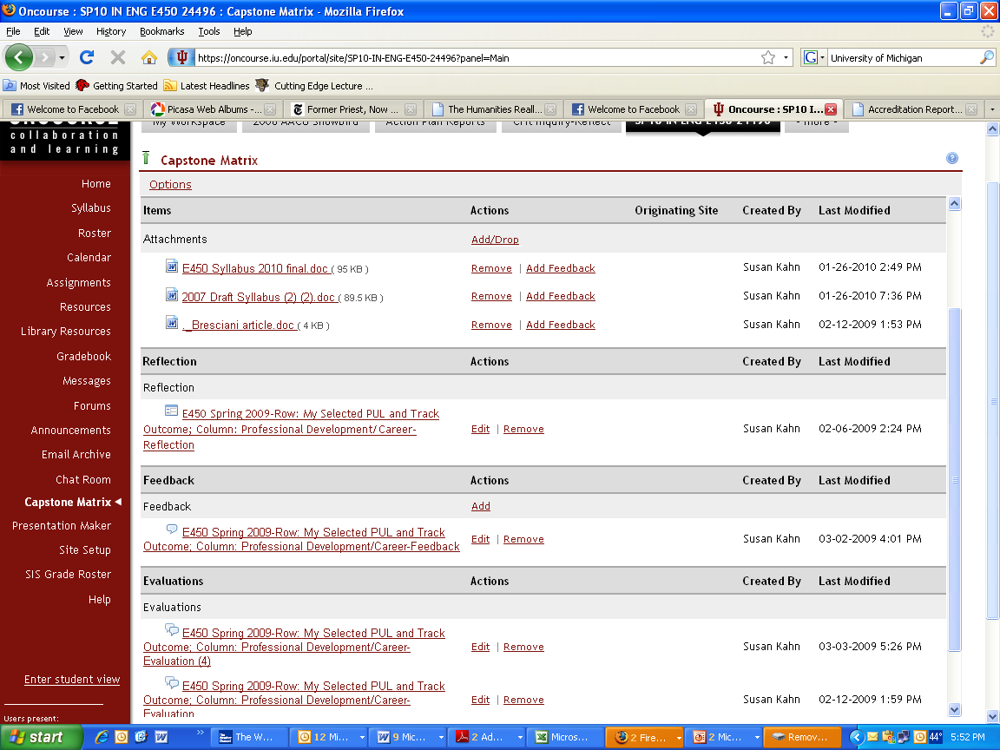 Oncourse : SP10 IN ENG E450 24496 : Capstone Matrix - Mozilla Firefox
File Edit View History Bookmarks Tools Help
https://oncourse.iu.edu/portal/site/SP10-IN-ENG-E450-24496?panel=Main
G University of Michigan
Most Visited Getting Started Latest Headlines Cutting Edge Lecture ...
Welcome to Facebook Picasa Web Albums -... Former Priest, Now ... The Humanities Reall... Welcome to Facebook Oncourse : SP10 I... Accreditation Report...
ONCOURSE My Workspace 2008 AACU Snowbird Action Plan Reports Crit Inquiry-Reflect SP10 IN ENG E450 24496 - more -
collaboration
and learning
Capstone Matrix
Options
Home
Syllabus
Roster
Calendar
Assignments
Resources
Library Resources
Gradebook
Messages
Forums
Announcements
Email Archive
Chat Room
Capstone Matrix
Presentation Maker
Site Setup
SIS Grade Roster
Help
Enter student view
Users present:
Items Actions Originating Site Created By Last Modified
Attachments Add/Drop
E450 Syllabus 2010 final.doc ( 95 KB ) Remove | Add Feedback Susan Kahn 01-26-2010 2:49 PM
2007 Draft Syllabus (2) (2).doc ( 89.5 KB ) Remove | Add Feedback Susan Kahn 01-26-2010 7:36 PM
._Bresciani article.doc ( 4 KB ) Remove | Add Feedback Susan Kahn 02-12-2009 1:53 PM
Reflection Actions Created By Last Modified
Reflection
E450 Spring 2009-Row: My Selected PUL and Track
Outcome; Column: Professional Development/Career- Edit | Remove Susan Kahn 02-06-2009 2:24 PM
Reflection
Feedback Actions Created By Last Modified
Feedback Add
E450 Spring 2009-Row: My Selected PUL and Track
Outcome; Column: Professional Development/Career-Feedback Edit | Remove Susan Kahn 03-02-2009 4:01 PM
Evaluations Actions Created By Last Modified
Evaluations
E450 Spring 2009-Row: My Selected PUL and Track
Outcome; Column: Professional Development/Career- Edit | Remove Susan Kahn 03-03-2009 5:26 PM
Evaluation (4)
E450 Spring 2009-Row: My Selected PUL and Track
Outcome; Column: Professional Development/Career- Edit | Remove Susan Kahn 02-12-2009 1:59 PM
Evaluation
start The W... 12 Mi... 9 Mic... 2 Ad... Micros... 2 Fire... 2 Mic... Remov... 44° 5:52 PM